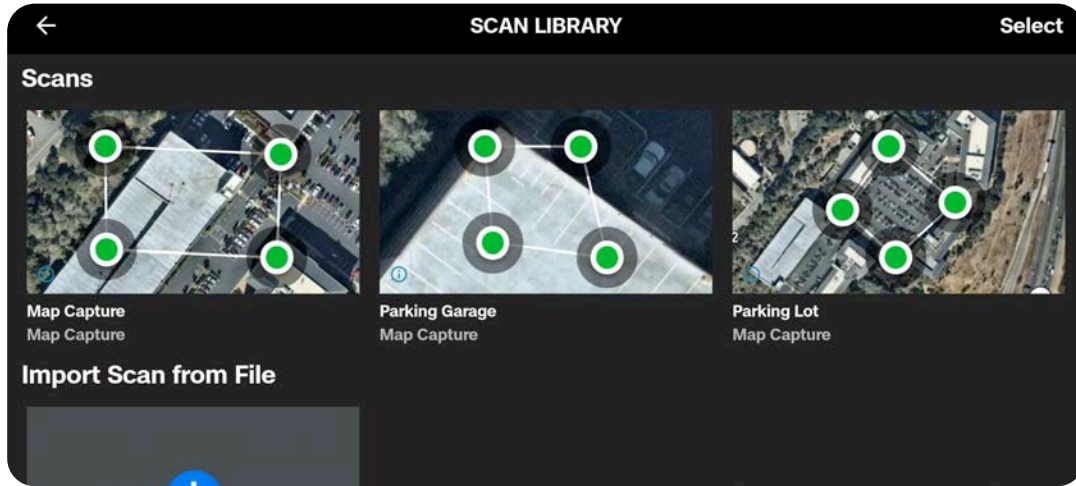 SCAN LIBRARY
Select
Scans
Map Capture
Map Capture
Parking Garage
Map Capture
2
Parking Lot
Map Capture
Import Scan from File